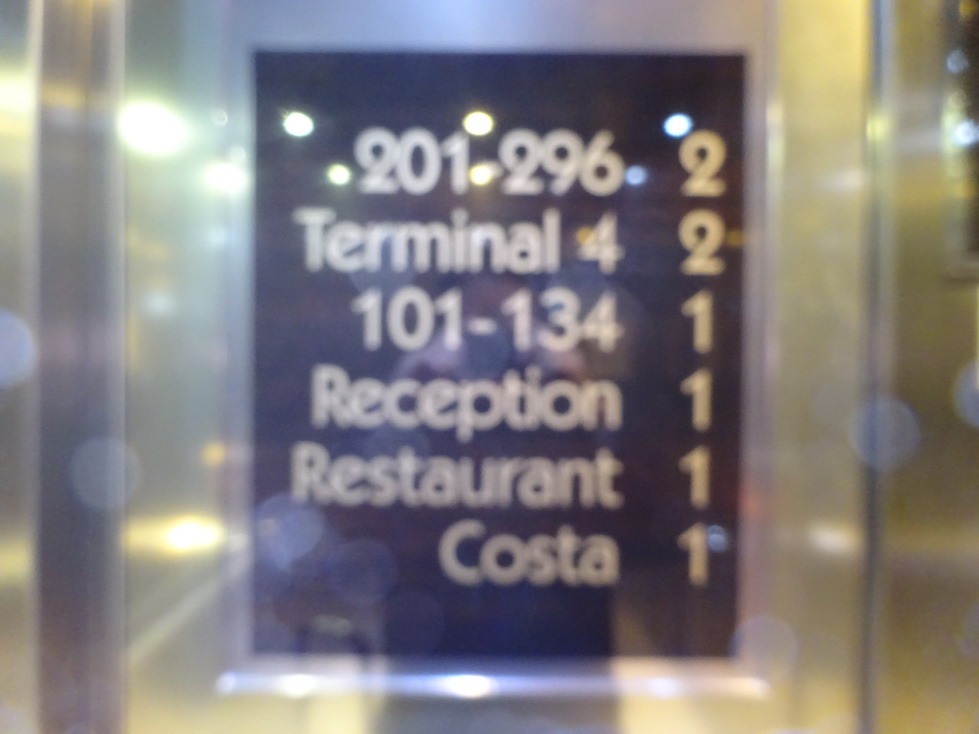 201-296 2
Terminal 4 2
101-134 1
Reception 1
Restaurant 1
Costa 1